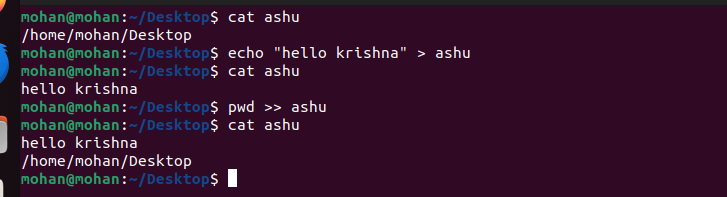 mohan@mohan:~/Desktop$ cat ashu
/home/mohan/Desktop
mohan@mohan:~/Desktop$ echo "hello krishna" > ashu
mohan@mohan:~/Desktop$ cat ashu
hello krishna
mohan@mohan:~/Desktop$ pwd >> ashu
mohan@mohan:~/Desktop$ cat ashu
hello krishna
/home/mohan/Desktop
mohan@mohan:~/Desktop$